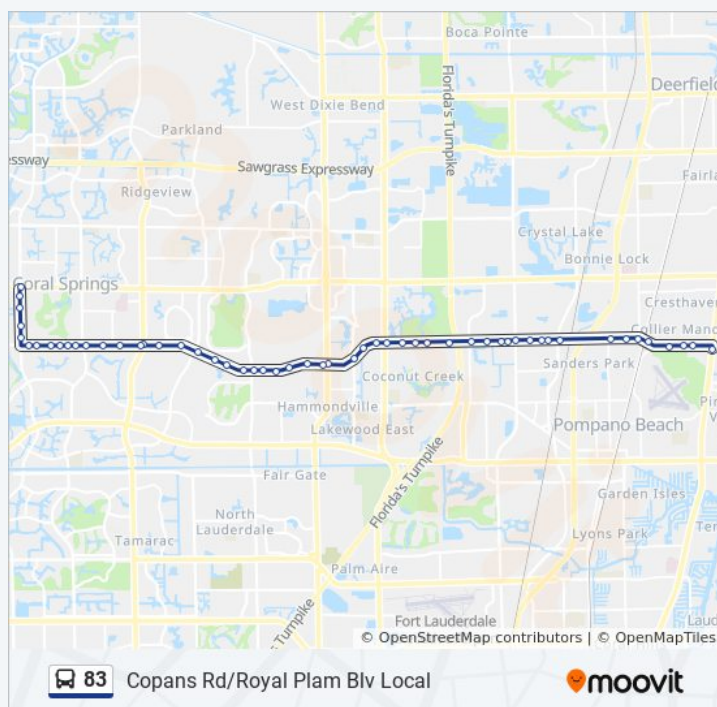 Boca Pointe
Deerfield
West Dixie Bend
Florida's Turnpike
Parkland
essway
Sawgrass Expressway
Fairla
Ridgeview
Crystal Lake
Bonnie Lock
Coral Springs
Cresthaven
Collier Mano
Sanders Park
Coconut Creek
Hammondville
Pompano Beach
Lakewood East
Fair Gate
Florida's Turnpike
Garden Isles
North
Lauderdale
Tamarac
Lyons Park
Palm Aire
's Turnpike
Fort Lauderdale
© OpenStreetMap contributors | © OpenMapTiles
83 Copans Rd/Royal Plam Blv Local
moovit